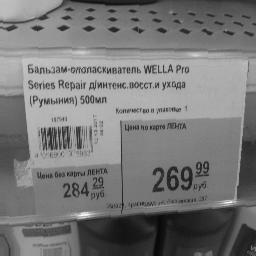 Бальзам-ополаскиватель WELLA Pro
Series Repair д/интенс.восст.и ухода
(Румыния) 500мл
Количество в упаковке 1
Цена по карте ЛЕНТА
269 99
руб.
Цена без карты ЛЕНТА
284 29
руб.